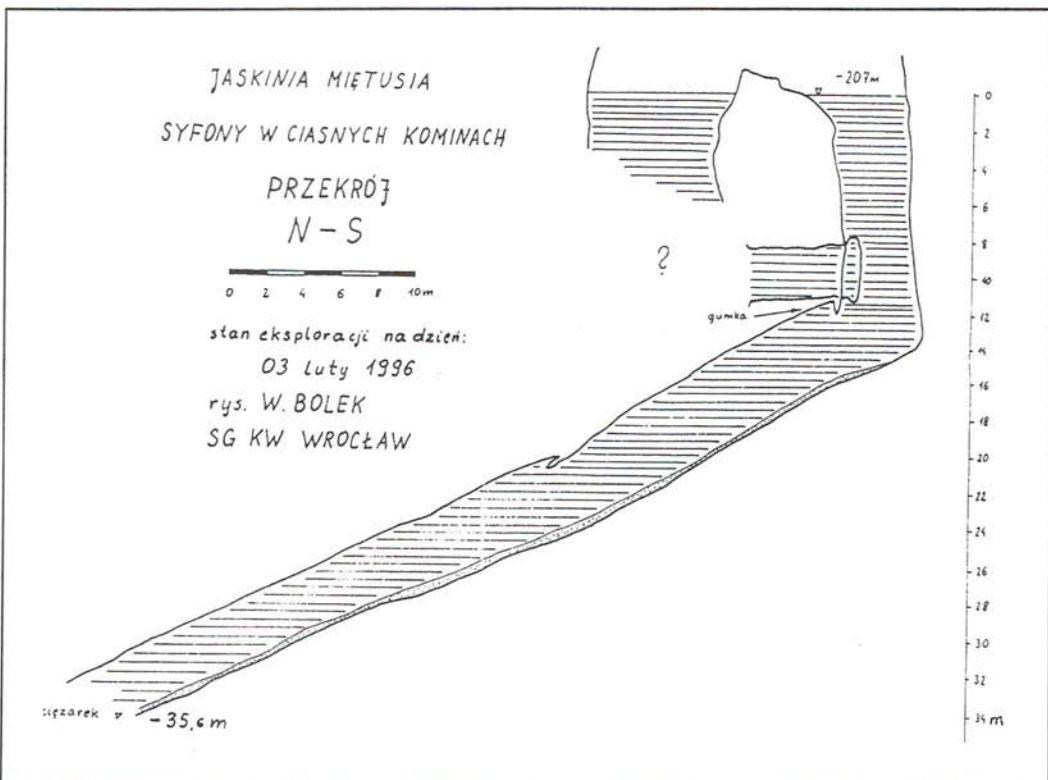 JASKINIA MIĘTUSIA
SYFONY W CIASNYCH KOMINACH
PRZEKRÓJ
N - S
0 2 4 6 8 10m
stan eksploracji na dzień:
03 luty 1996
rys. W. BOLEK
SG KW WROCŁAW
-207m
?
gumka
0
2
4
6
8
10
12
14
16
18
20
22
24
26
28
30
32
34 m
-35,6m